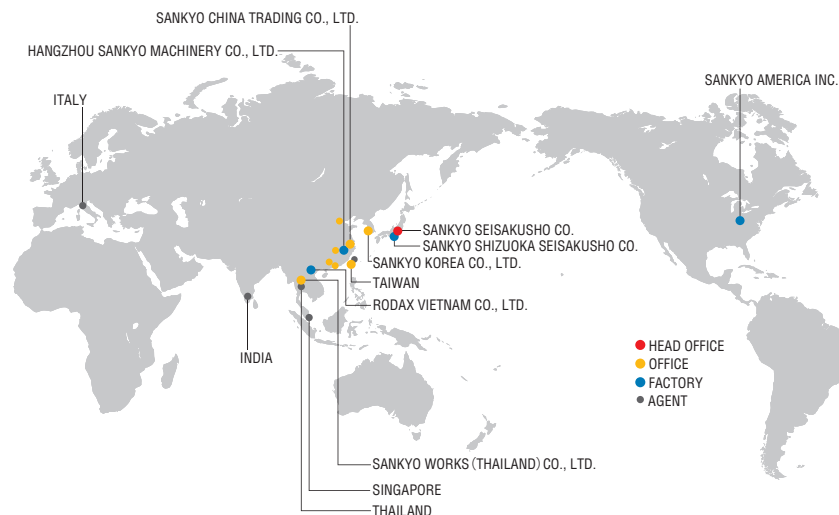 SANKYO CHINA TRADING CO., LTD.
HANGZHOU SANKYO MACHINERY CO., LTD.
SANKYO AMERICA INC.
ITALY
SANKYO SEISAKUSHO CO.
SANKYO SHIZUOKA SEISAKUSHO CO.
SANKYO KOREA CO., LTD.
TAIWAN
RODAX VIETNAM CO., LTD.
INDIA
HEAD OFFICE
OFFICE
FACTORY
AGENT
SANKYO WORKS (THAILAND) CO., LTD.
SINGAPORE
THAILAND